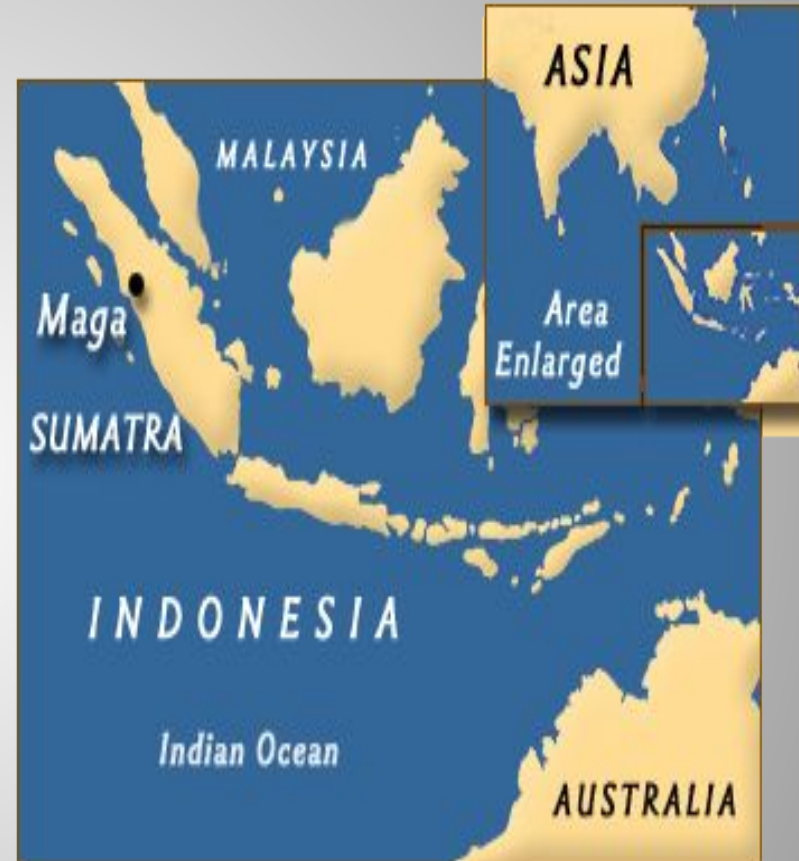 ASIA
MALAYSIA
Area
Enlarged
Maga
SUMATRA
INDONESIA
Indian Ocean
AUSTRALIA